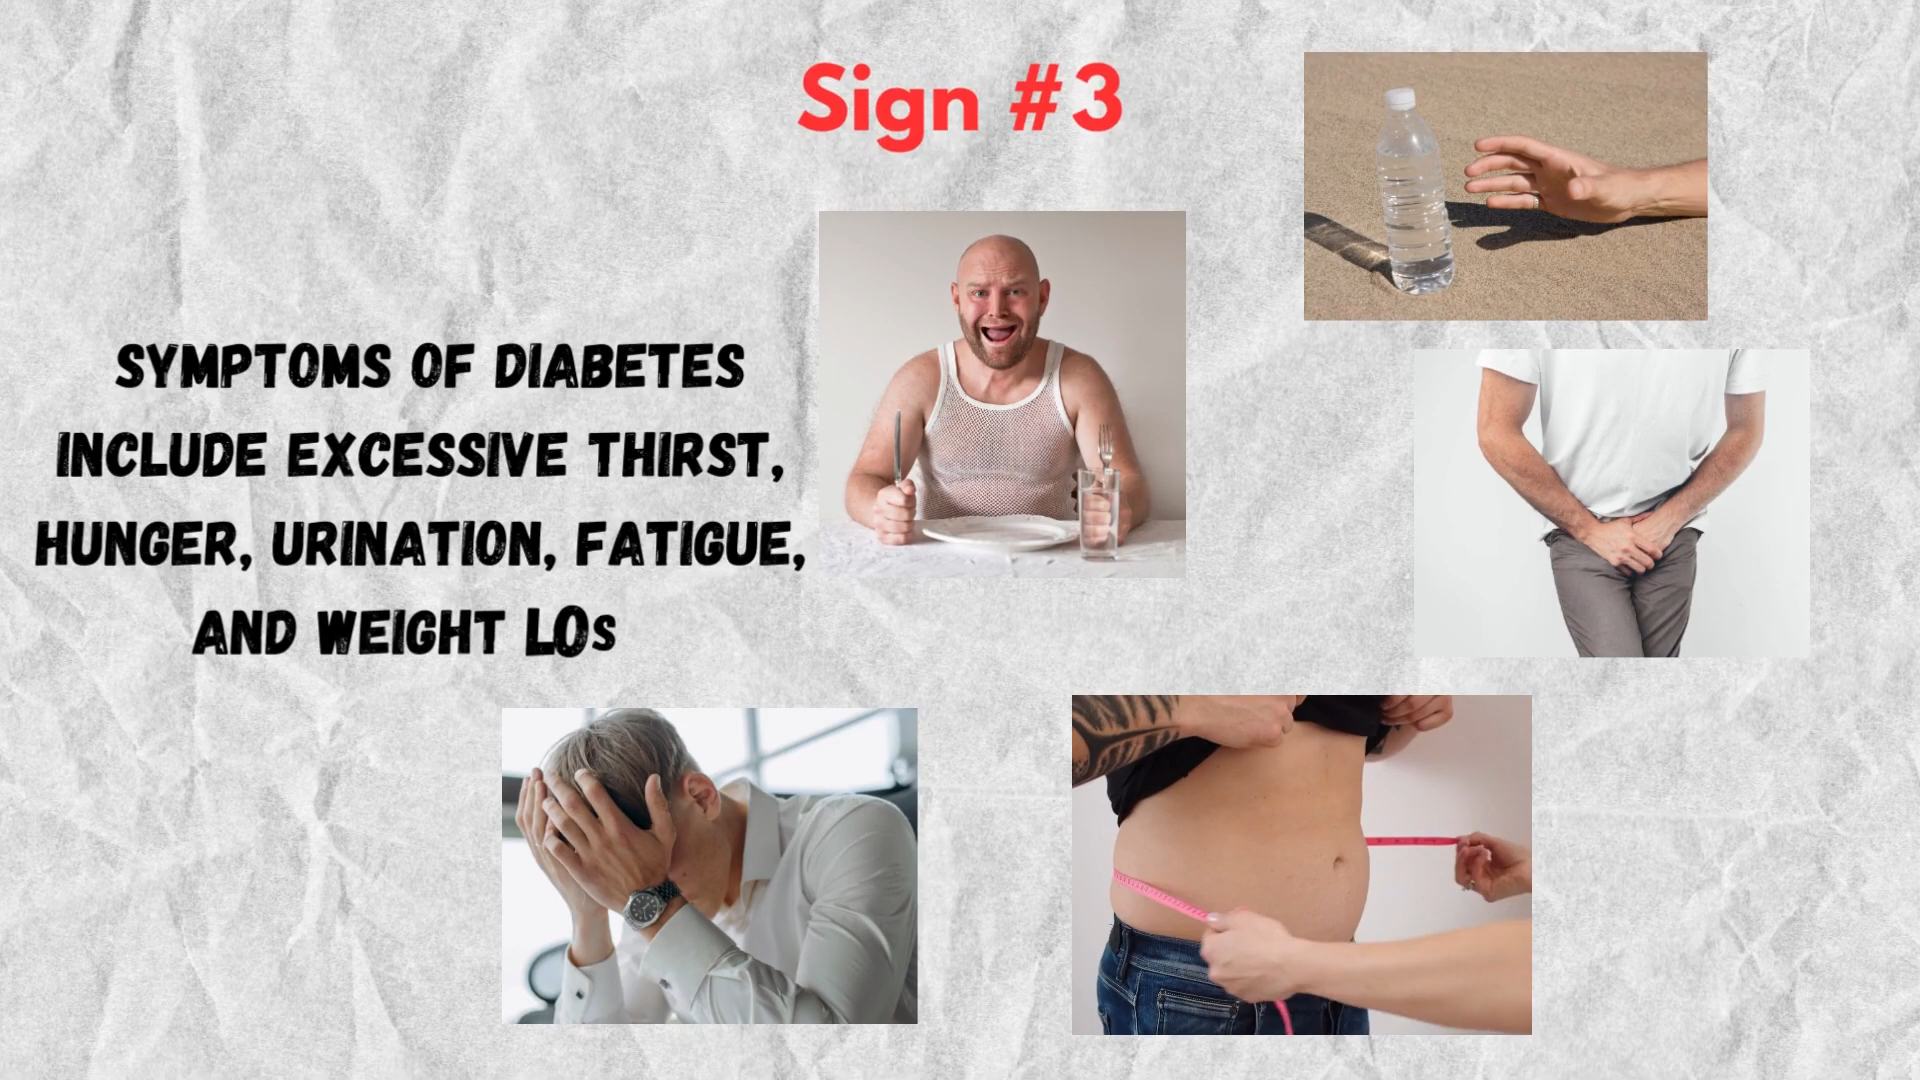 Sign #3
SYMPTOMS OF DIABETES
INCLUDE EXCESSIVE THIRST,
HUNGER, URINATION, FATIGUE,
AND WEIGHT LOs